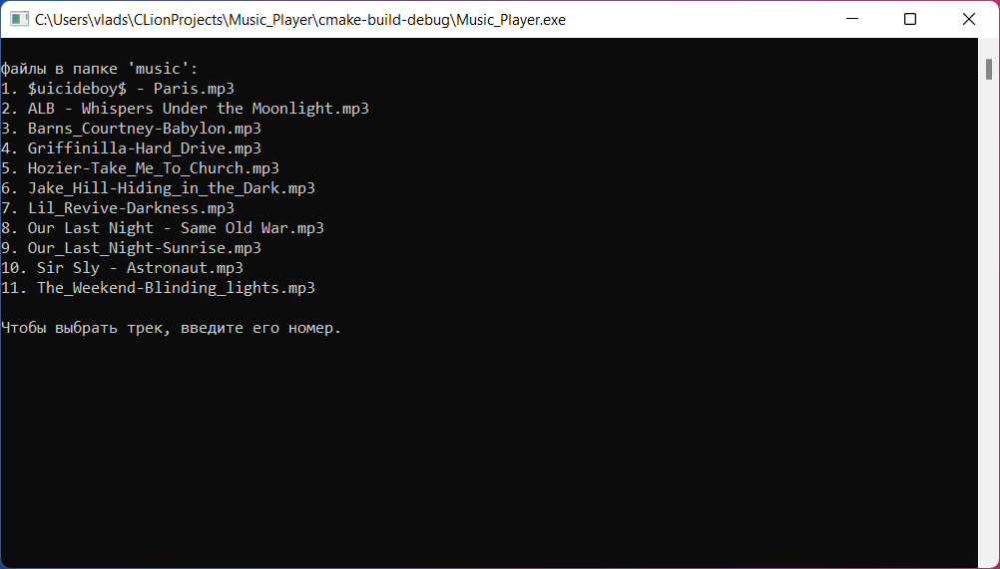 C:\Users\vlads\CLionProjects\Music_Player\cmake-build-debug\Music_Player.exe
файлы в папке 'music':
1. $uicideboy$ - Paris.mp3
2. ALB - Whispers Under the Moonlight.mp3
3. Barns_Courtney-Babylon.mp3
4. Griffinilla-Hard_Drive.mp3
5. Hozier-Take_Me_To_Church.mp3
6. Jake_Hill-Hiding_in_the_Dark.mp3
7. Lil_Revive-Darkness.mp3
8. Our Last Night - Same Old War.mp3
9. Our_Last_Night-Sunrise.mp3
10. Sir Sly - Astronaut.mp3
11. The_Weekend-Blinding_lights.mp3
Чтобы выбрать трек, введите его номер.